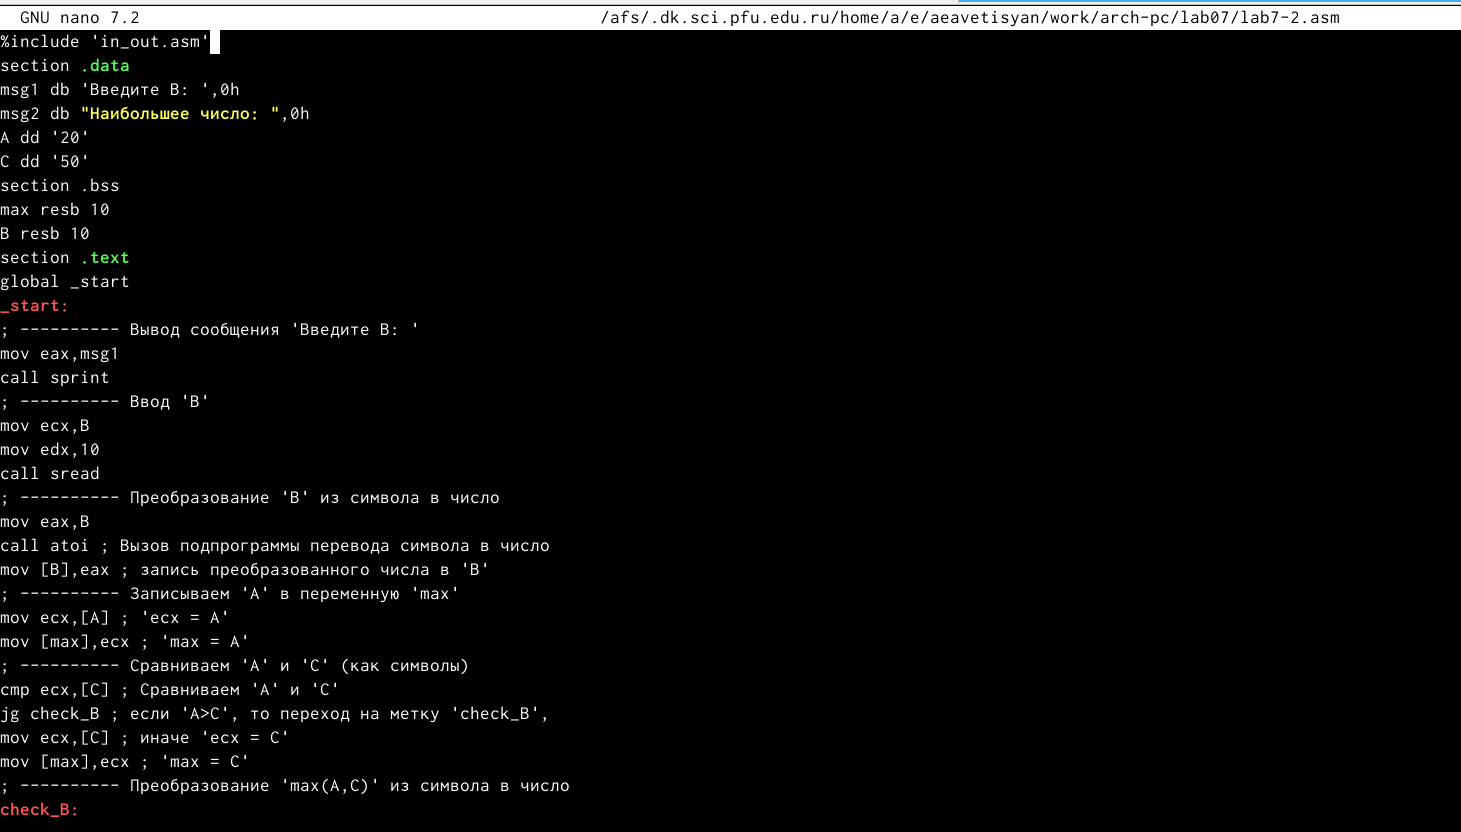 GNU nano 7.2 /afs/.dk.sci.pfu.edu.ru/home/a/e/aeavetisyan/work/arch-pc/lab07/lab7-2.asm
%include 'in_out.asm'
section .data
msg1 db 'Введите B: ',0h
msg2 db "Наибольшее число: ",0h
A dd '20'
C dd '50'
section .bss
max resb 10
B resb 10
section .text
global _start
_start:
; ---------- Вывод сообщения 'Введите B: '
mov eax,msg1
call sprint
; ---------- Ввод 'B'
mov ecx,B
mov edx,10
call sread
; ---------- Преобразование 'B' из символа в число
mov eax,B
call atoi ; Вызов подпрограммы перевода символа в число
mov [B],eax ; запись преобразованного числа в 'B'
; ---------- Записываем 'A' в переменную 'max'
mov ecx,[A] ; 'ecx = A'
mov [max],ecx ; 'max = A'
; ---------- Сравниваем 'A' и 'С' (как символы)
cmp ecx,[C] ; Сравниваем 'A' и 'С'
jg check_B ; если 'A>C', то переход на метку 'check_B',
mov ecx,[C] ; иначе 'ecx = C'
mov [max],ecx ; 'max = C'
; ---------- Преобразование 'max(A,C)' из символа в число
check_B: